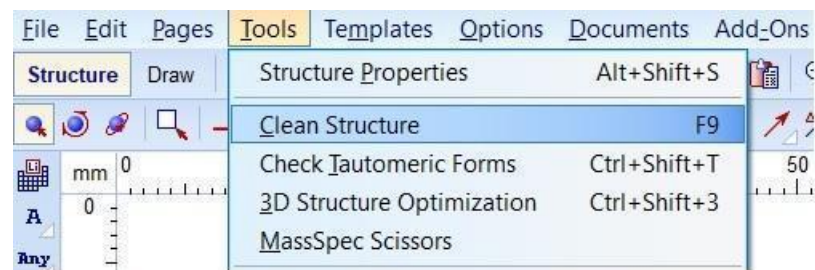 File Edit Pages Tools Templates Options Documents Add-Ons
Structure Draw Structure Properties Alt+Shift+S
Clean Structure F9
mm 0 Check Tautomeric Forms Ctrl+Shift+T 50
A 0 3D Structure Optimization Ctrl+Shift+3
Any MassSpec Scissors